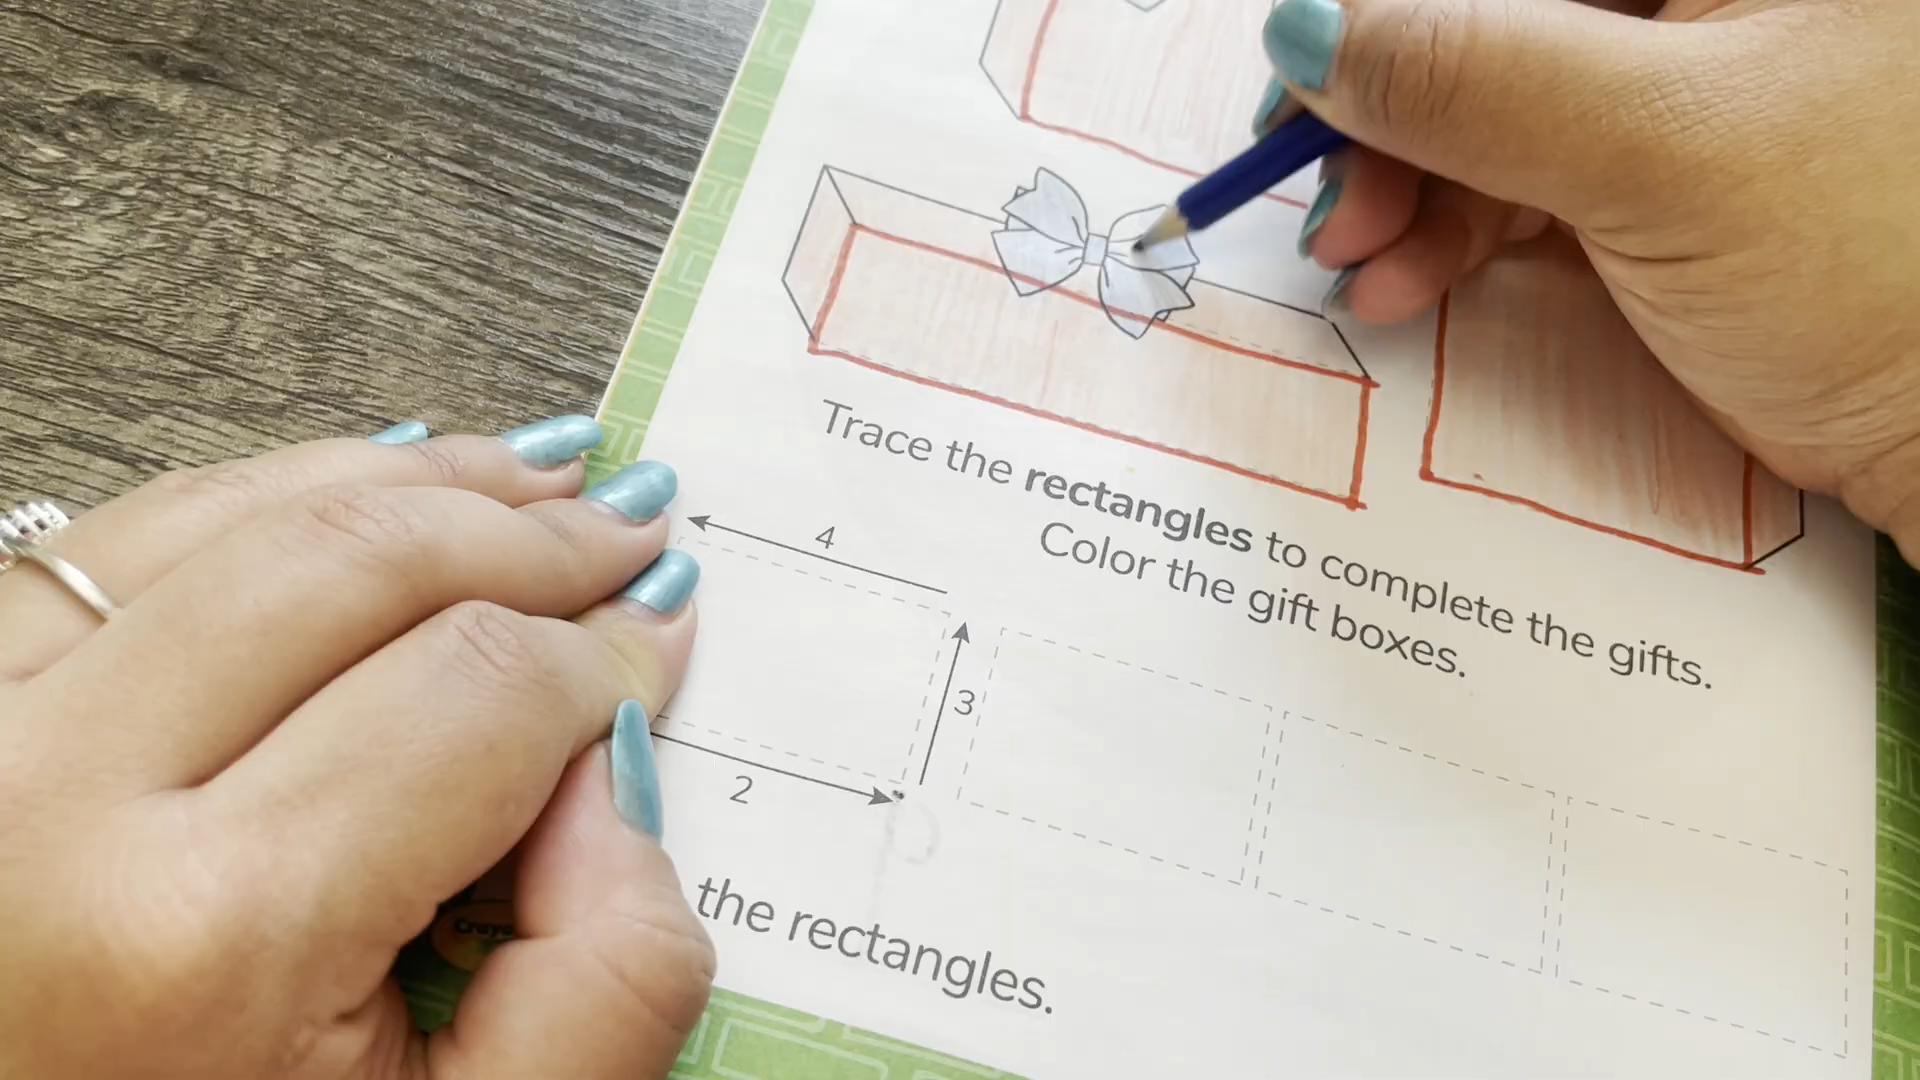 Trace the rectangles to complete the gifts.
Color the gift boxes.
4
3
2
the rectangles.